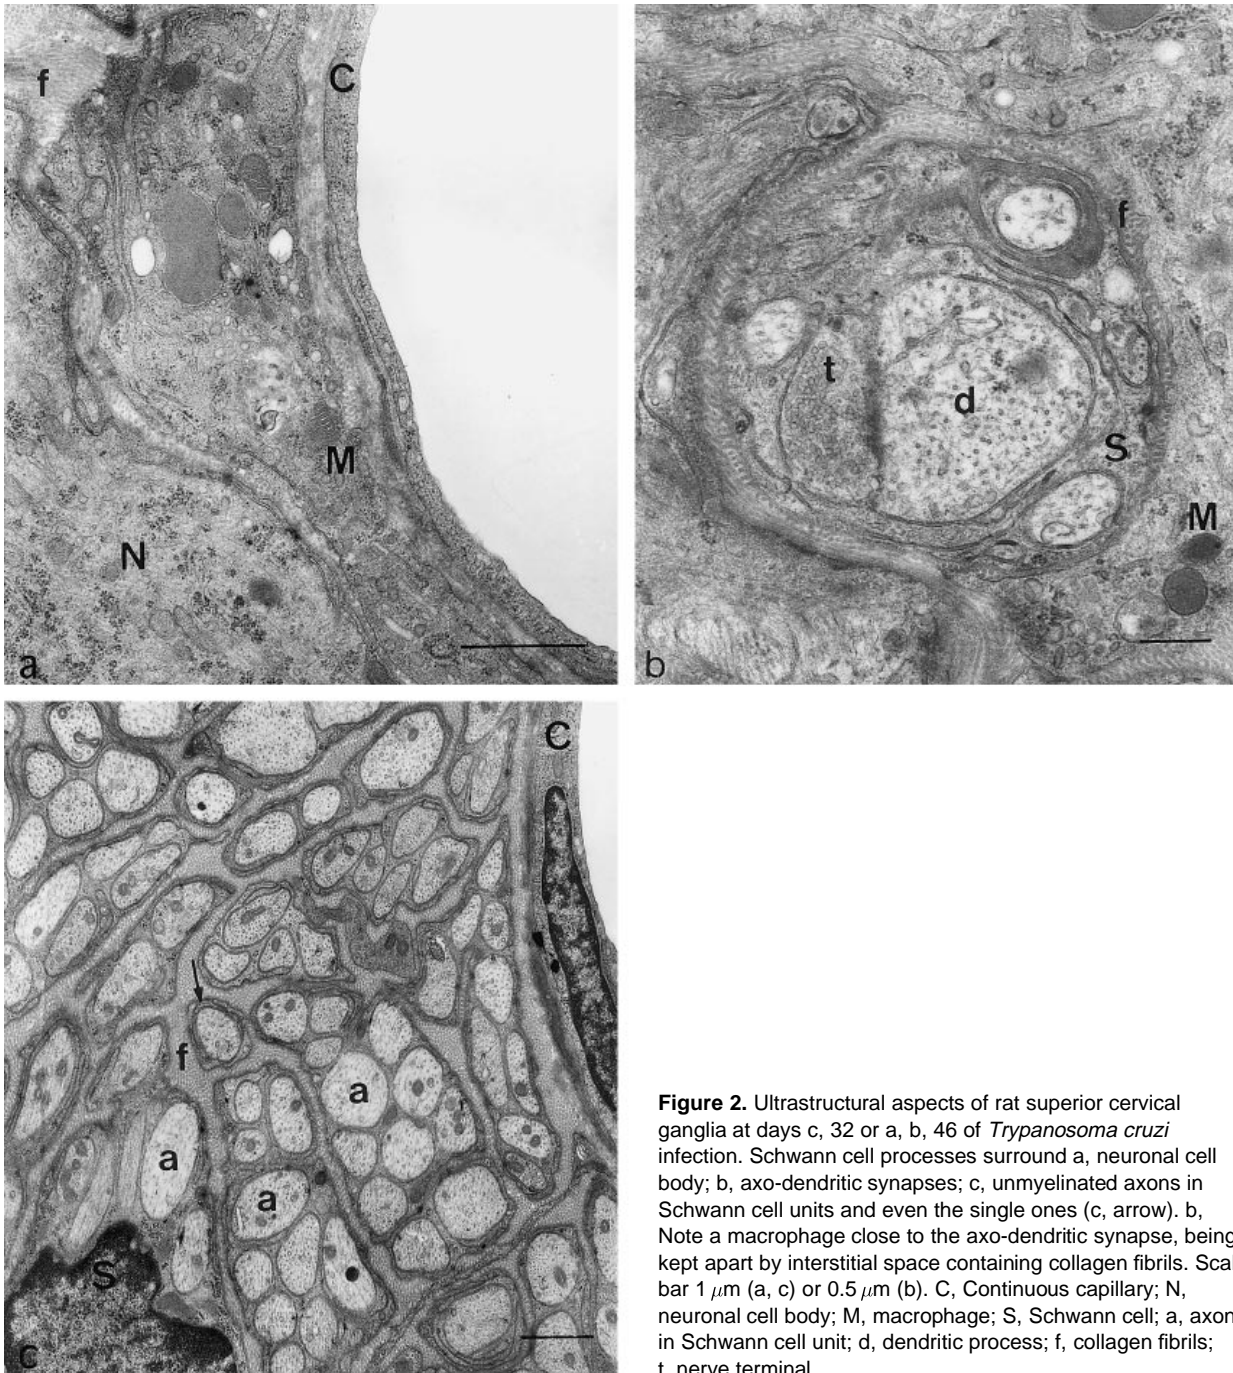 f
C
M
N
a
f
t
d
S
M
b
C
f
a
a
a
S
c
Figure 2. Ultrastructural aspects of rat superior cervical
ganglia at days c, 32 or a, b, 46 of Trypanosoma cruzi
infection. Schwann cell processes surround a, neuronal cell
body; b, axo-dendritic synapses; c, unmyelinated axons in
Schwann cell units and even the single ones (c, arrow). b,
Note a macrophage close to the axo-dendritic synapse, being
kept apart by interstitial space containing collagen fibrils. Scal
bar 1 μm (a, c) or 0.5 μm (b). C, Continuous capillary; N,
neuronal cell body; M, macrophage; S, Schwann cell; a, axon
in Schwann cell unit; d, dendritic process; f, collagen fibrils;
t, nerve terminal